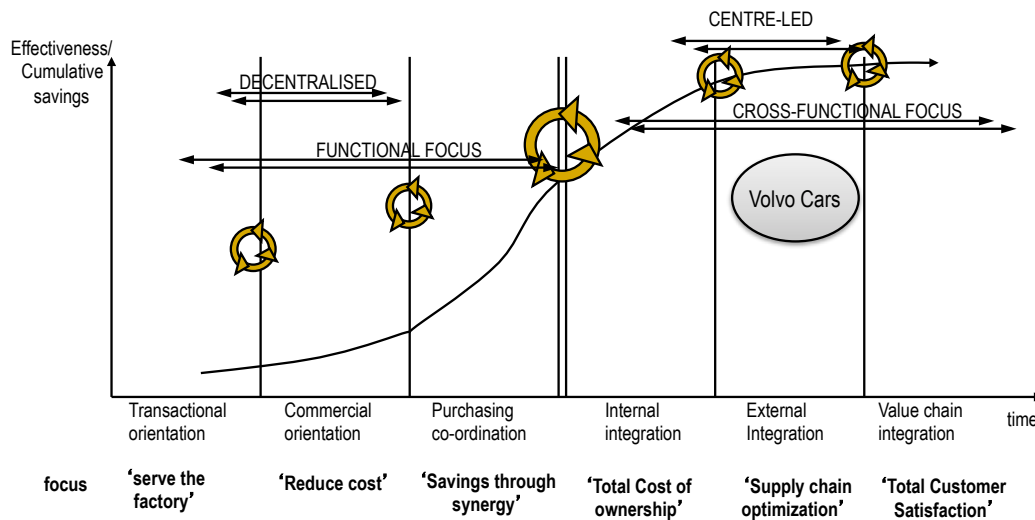 CENTRE-LED
Effectiveness/
Cumulative
savings
DECENTRALISED
CROSS-FUNCTIONAL FOCUS
FUNCTIONAL FOCUS
Volvo Cars
Transactional
orientation
Commercial
orientation
Purchasing
co-ordination
Internal
integration
External
Integration
Value chain
integration
time
focus
‘serve the
factory’
‘Reduce cost’
‘Savings through
synergy’
‘Total Cost of
ownership’
‘Supply chain
optimization’
‘Total Customer
Satisfaction’